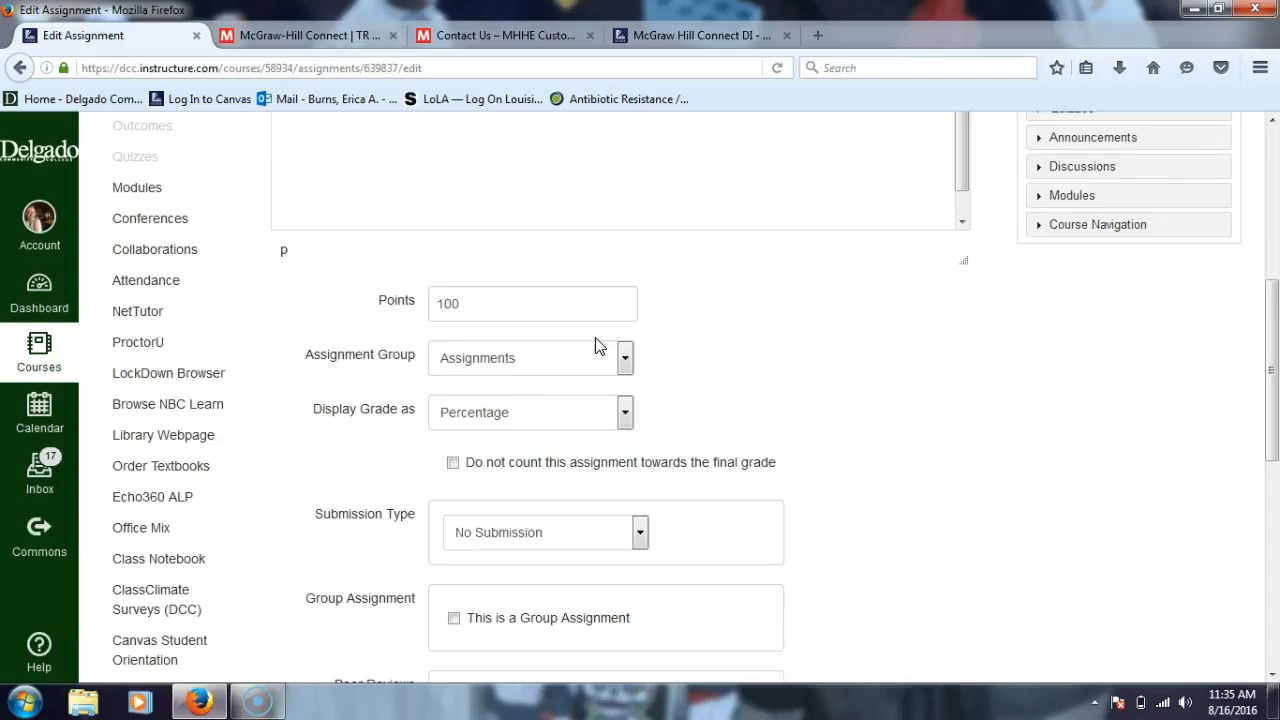 Edit Assignment - Mozilla Firefox
Edit Assignment
McGraw-Hill Connect | TR ...
Contact Us – MHHE Custo...
McGraw Hill Connect DI - ...
https://dcc.instructure.com/courses/58934/assignments/639837/edit
Search
Home - Delgado Com...
Log In to Canvas
Mail - Burns, Erica A. - ...
LoLA — Log On Louisi...
Antibiotic Resistance /...
Delgado
COMMUNITY COLLEGE
Account
Dashboard
Courses
Calendar
17
Inbox
Commons
Help
Outcomes
Quizzes
Modules
Conferences
Collaborations
Attendance
NetTutor
ProctorU
LockDown Browser
Browse NBC Learn
Library Webpage
Order Textbooks
Echo360 ALP
Office Mix
Class Notebook
ClassClimate
Surveys (DCC)
Canvas Student
Orientation
p
Points
100
Assignment Group
Assignments
Display Grade as
Percentage
Do not count this assignment towards the final grade
Submission Type
No Submission
Group Assignment
This is a Group Assignment
Announcements
Discussions
Modules
Course Navigation
11:35 AM
8/16/2016